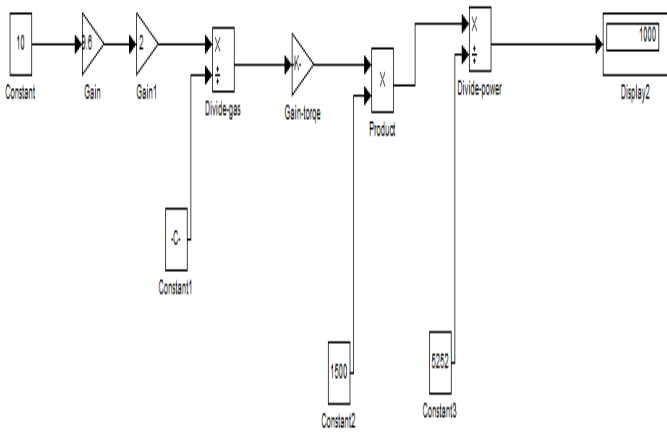 1000
10
9.6
2
X
÷
K-
X
X
÷
Constant
Gain
Gain1
Divide-gas
Gain-torqe
Product
Divide-power
Display2
-C-
Constant1
1500
Constant2
5252
Constant3